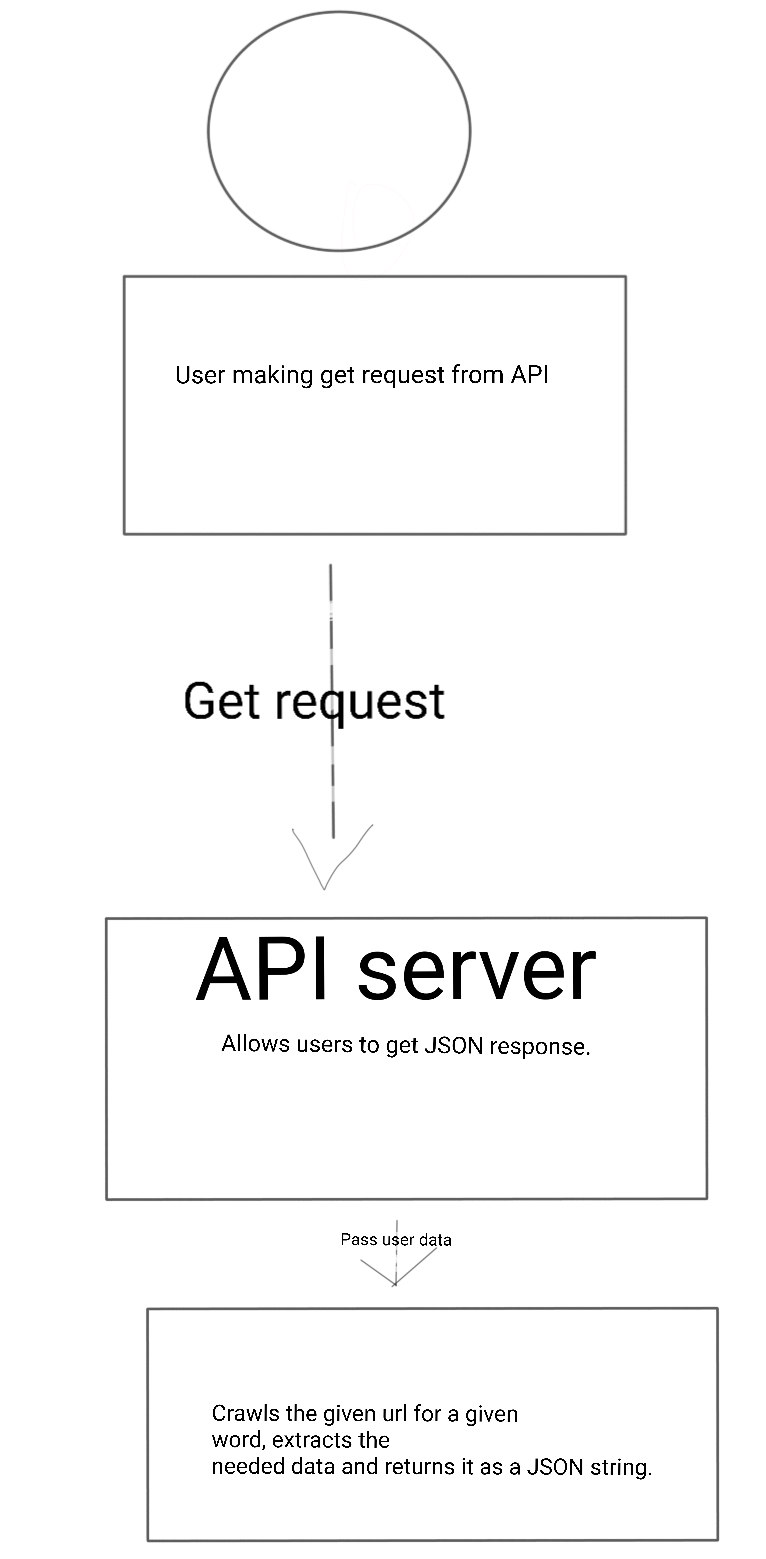 User making get request from API
Get request
API server
Allows users to get JSON response.
Pass user data
Crawls the given url for a given
word, extracts the
needed data and returns it as a JSON string.